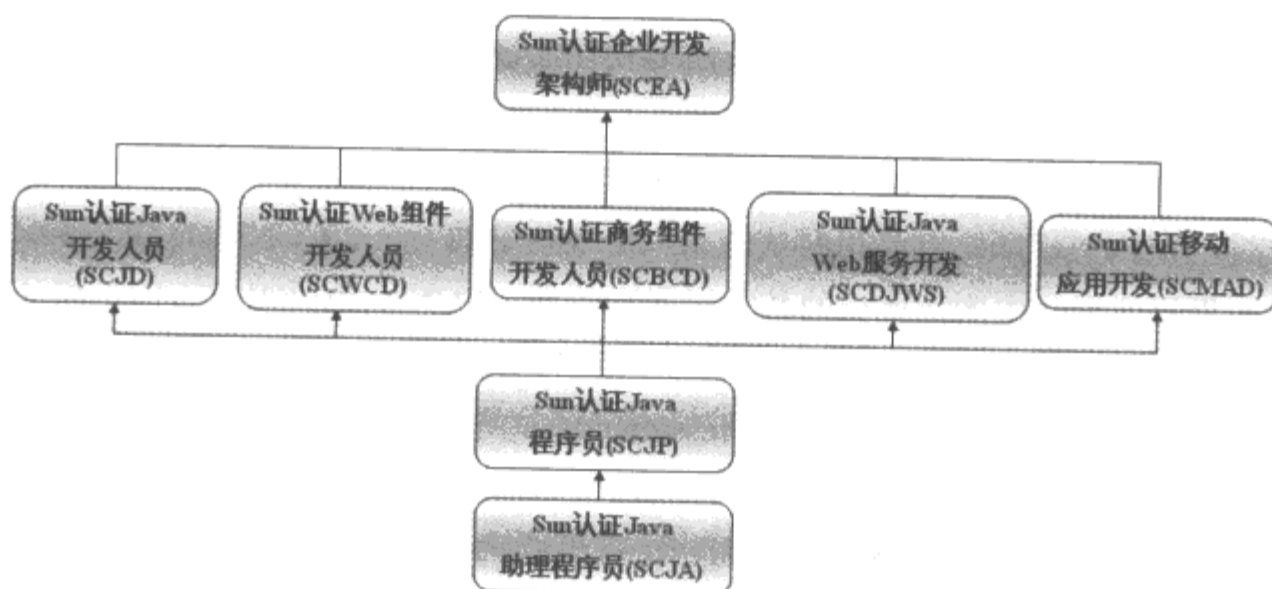 Sun认证企业开发
架构师(SCEA)
Sun认证Java
开发人员
(SCJD)
Sun认证Web组件
开发人员
(SCWCD)
Sun认证商务组件
开发人员(SCBCD)
Sun认证Java
Web服务开发
(SCDJWS)
Sun认证移动
应用开发(SCMAD)
Sun认证Java
程序员(SCJP)
Sun认证Java
助理程序员(SCJA)